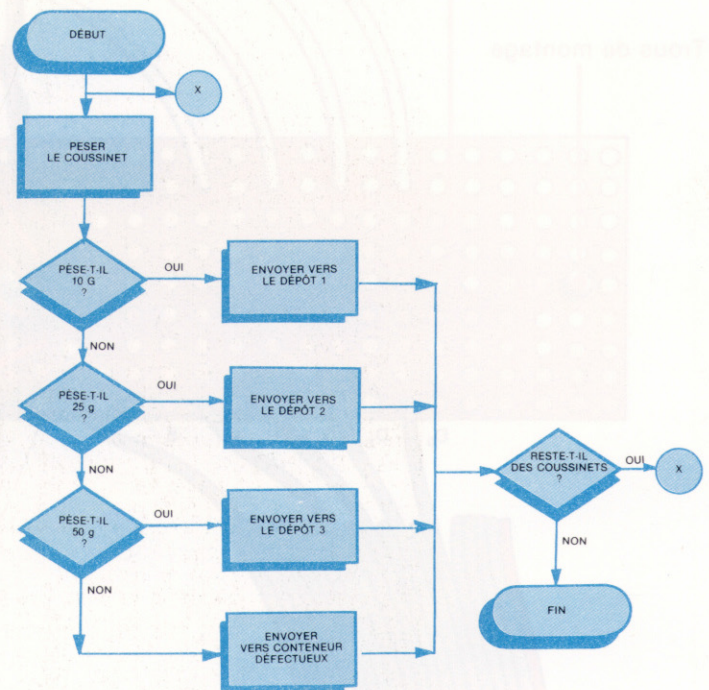 DÉBUT
X
PESER
LE COUSSINET
PÈSE-T-IL
10 G
?
OUI
ENVOYER VERS
LE DÉPÔT 1
NON
PÈSE-T-IL
25 g
?
OUI
ENVOYER VERS
LE DÉPÔT 2
NON
PÈSE-T-IL
50 g
?
OUI
ENVOYER VERS
LE DÉPÔT 3
NON
ENVOYER
VERS CONTENEUR
DÉFECTUEUX
RESTE-T-IL
DES COUSSINETS
?
OUI
X
NON
FIN
Trous de montage